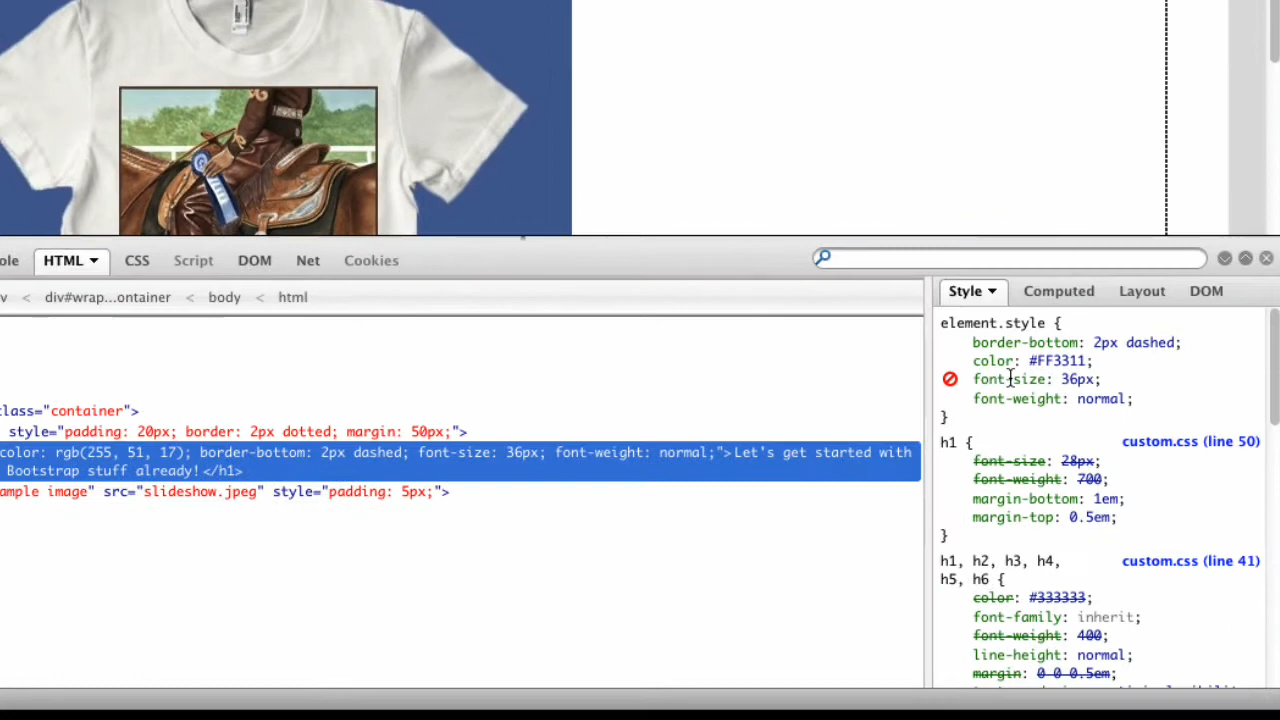 ole HTML CSS Script DOM Net Cookies
v < div#wrap...ontainer < body < html
class="container">
style="padding: 20px; border: 2px dotted; margin: 50px;">
color: rgb(255, 51, 17); border-bottom: 2px dashed; font-size: 36px; font-weight: normal;">Let's get started with
Bootstrap stuff already!</h1>
ample image" src="slideshow.jpeg" style="padding: 5px;">
Style Computed Layout DOM
element.style {
border-bottom: 2px dashed;
color: #FF3311;
font-size: 36px;
font-weight: normal;
}
h1 { custom.css (line 50)
font-size: 28px;
font-weight: 700;
margin-bottom: 1em;
margin-top: 0.5em;
}
h1, h2, h3, h4, custom.css (line 41)
h5, h6 {
color: #333333;
font-family: inherit;
font-weight: 400;
line-height: normal;
margin: 0 0 0.5em;